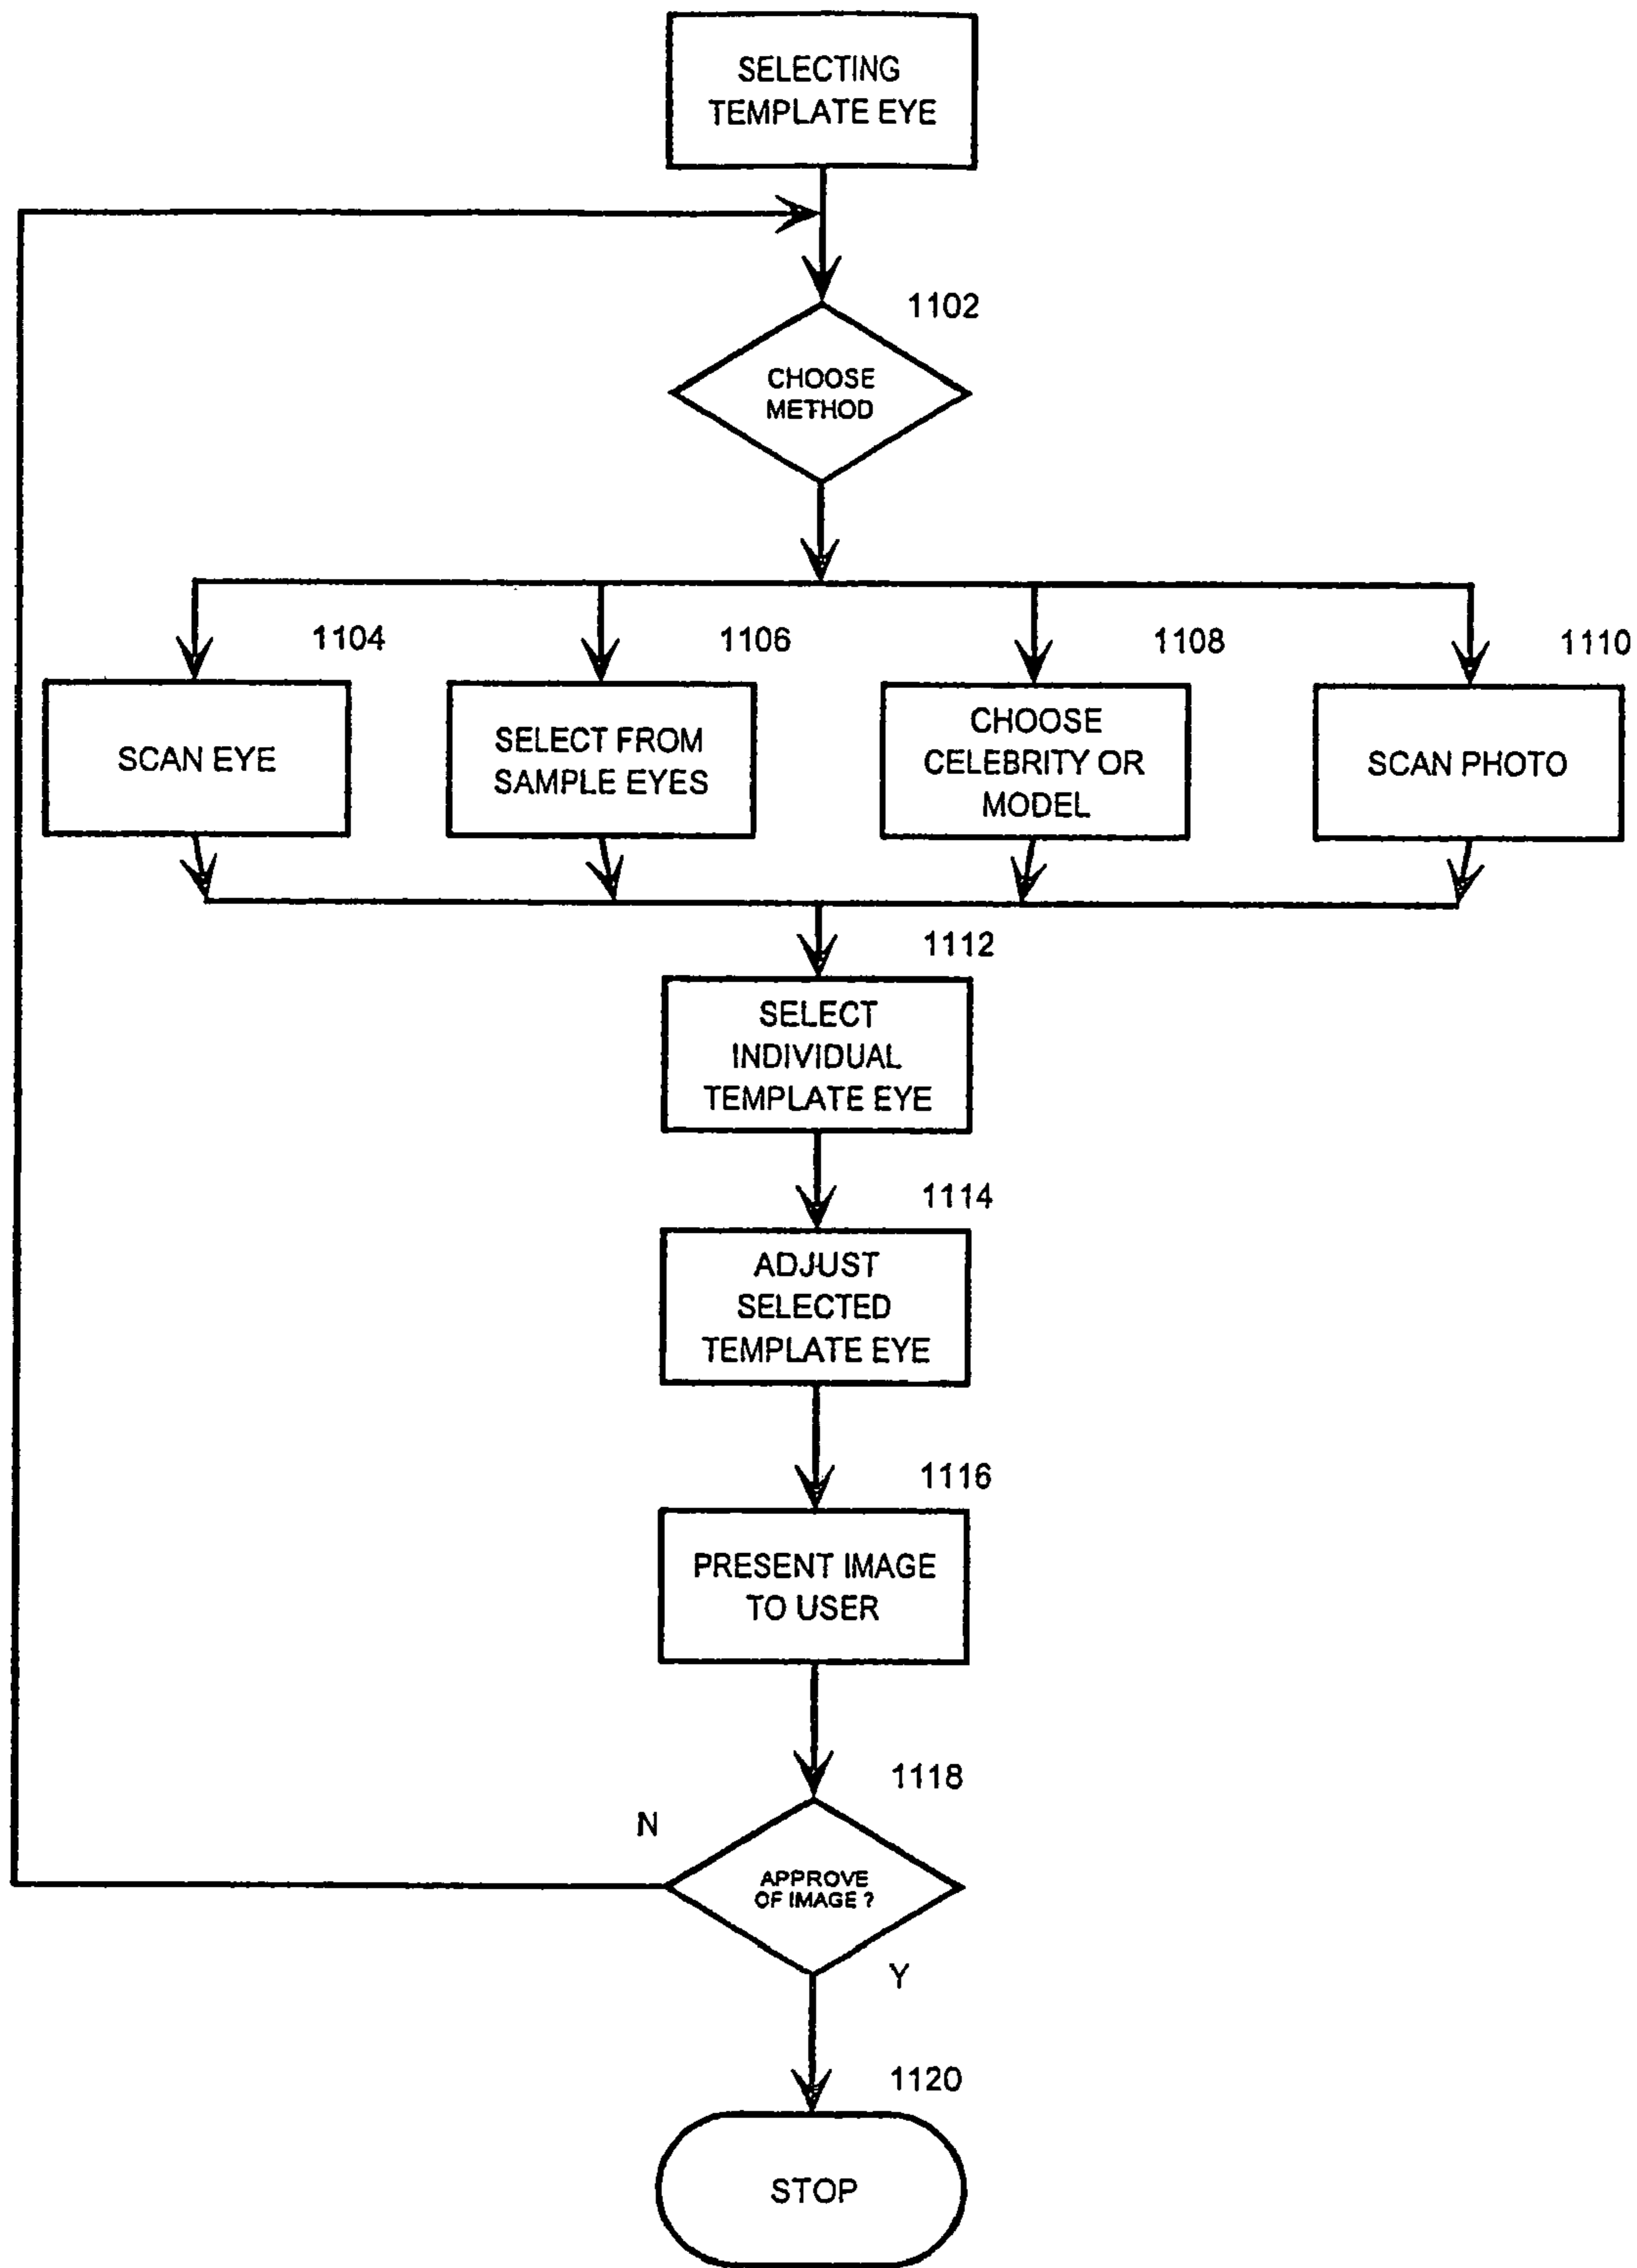 SELECTING
TEMPLATE EYE
1102
CHOOSE
METHOD
1104
1106
1108
1110
SCAN EYE
SELECT FROM
SAMPLE EYES
CHOOSE
CELEBRITY OR
MODEL
SCAN PHOTO
1112
SELECT
INDIVIDUAL
TEMPLATE EYE
1114
ADJUST
SELECTED
TEMPLATE EYE
1116
PRESENT IMAGE
TO USER
1118
N
APPROVE
OF IMAGE ?
Y
1120
STOP